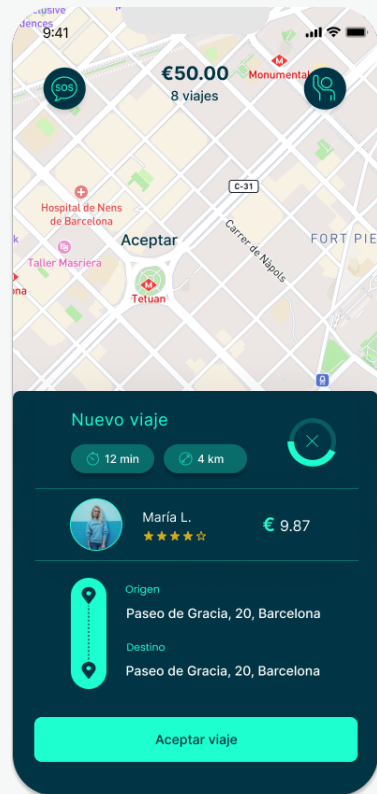 9:41
€50.00
8 viajes
SOS
Monumental
C-31
Hospital de Nens
de Barcelona
Carrer de Nàpols
Aceptar
FORT PIE
Taller Masriera
Tetuan
Nuevo viaje
12 min
4 km
María L.
€ 9.87
Origen
Paseo de Gracia, 20, Barcelona
Destino
Paseo de Gracia, 20, Barcelona
Aceptar viaje